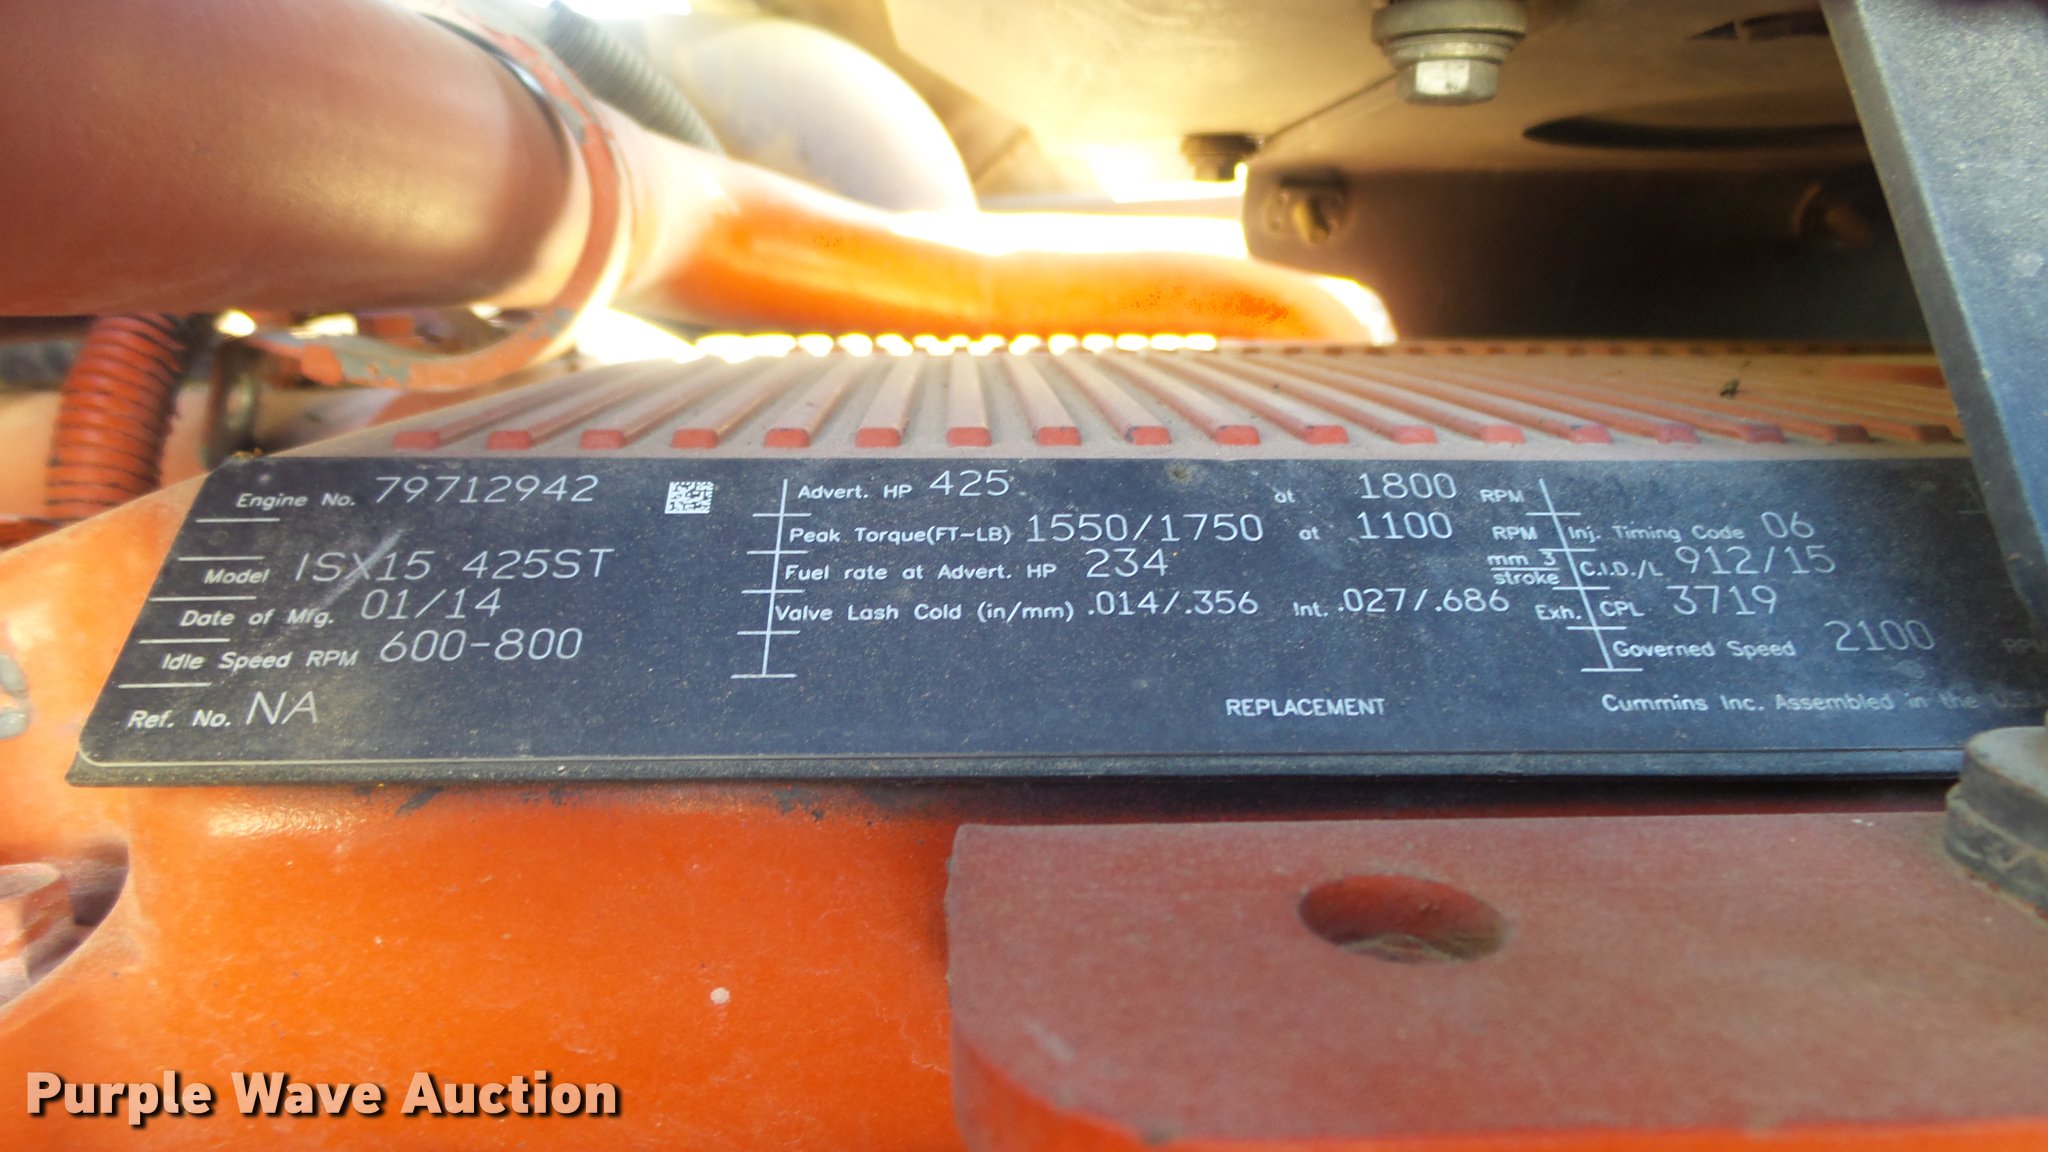 Engine No. 79712942
Model ISX15 425ST
Date of Mfg. 01/14
Idle Speed RPM 600-800
Ref. No. NA
Advert. HP 425 at 1800 RPM
Peak Torque(FT-LB) 1550/1750 at 1100 RPM
Fuel rate at Advert. HP 234 mm 3 stroke
Valve Lash Cold (in/mm) .014/.356 Int. .027/.686 Exh.
Inj. Timing Code 06
C.I.D./L 912/15
CPL 3719
Governed Speed 2100
REPLACEMENT
Cummins Inc. Assembled in the U.S.
Purple Wave Auction